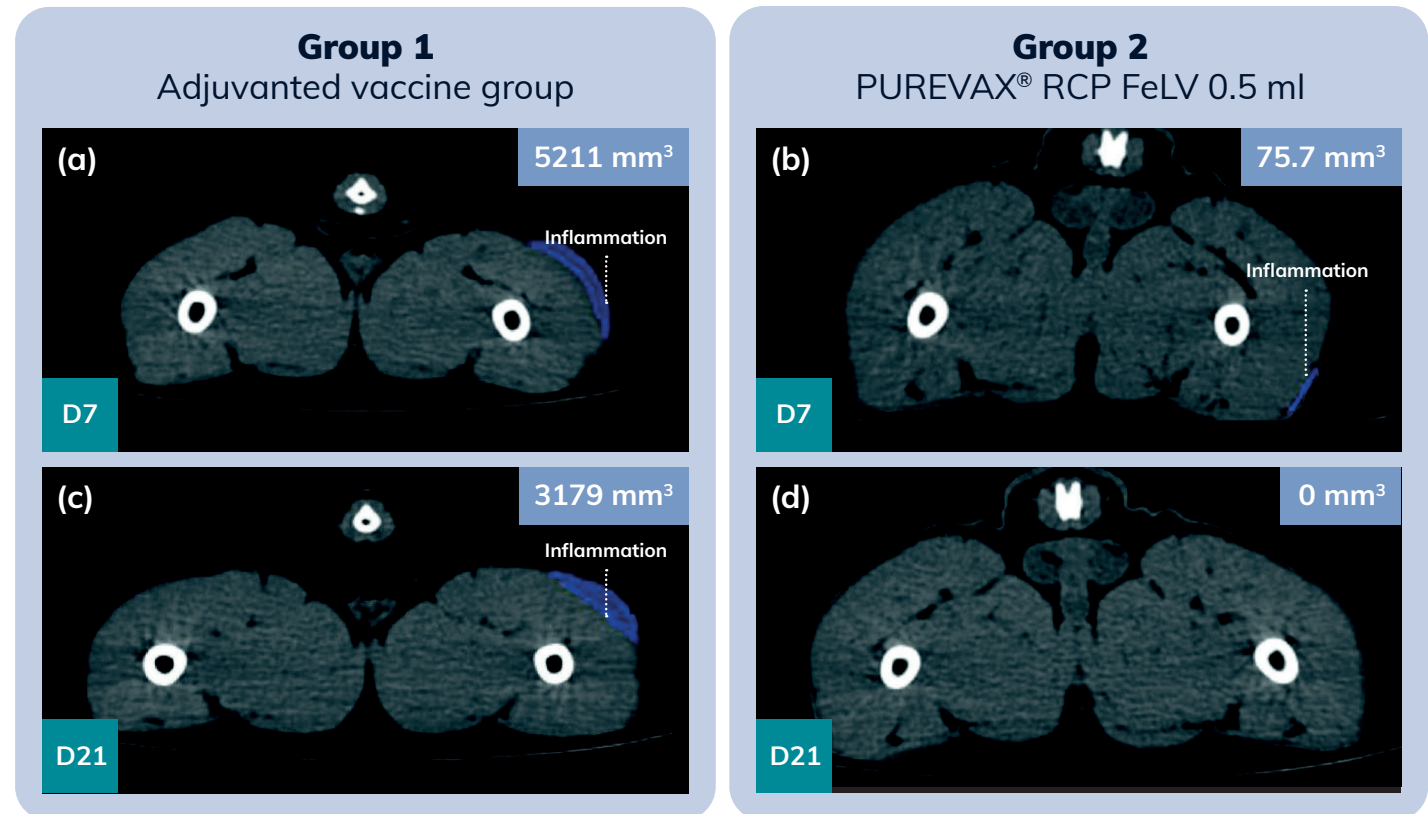 Group 1
Adjuvanted vaccine group
(a)
5211 mm³
Inflammation
D7
(c)
3179 mm³
Inflammation
D21
Group 2
PUREVAX® RCP FeLV 0.5 ml
(b)
75.7 mm³
Inflammation
D7
(d)
0 mm³
D21